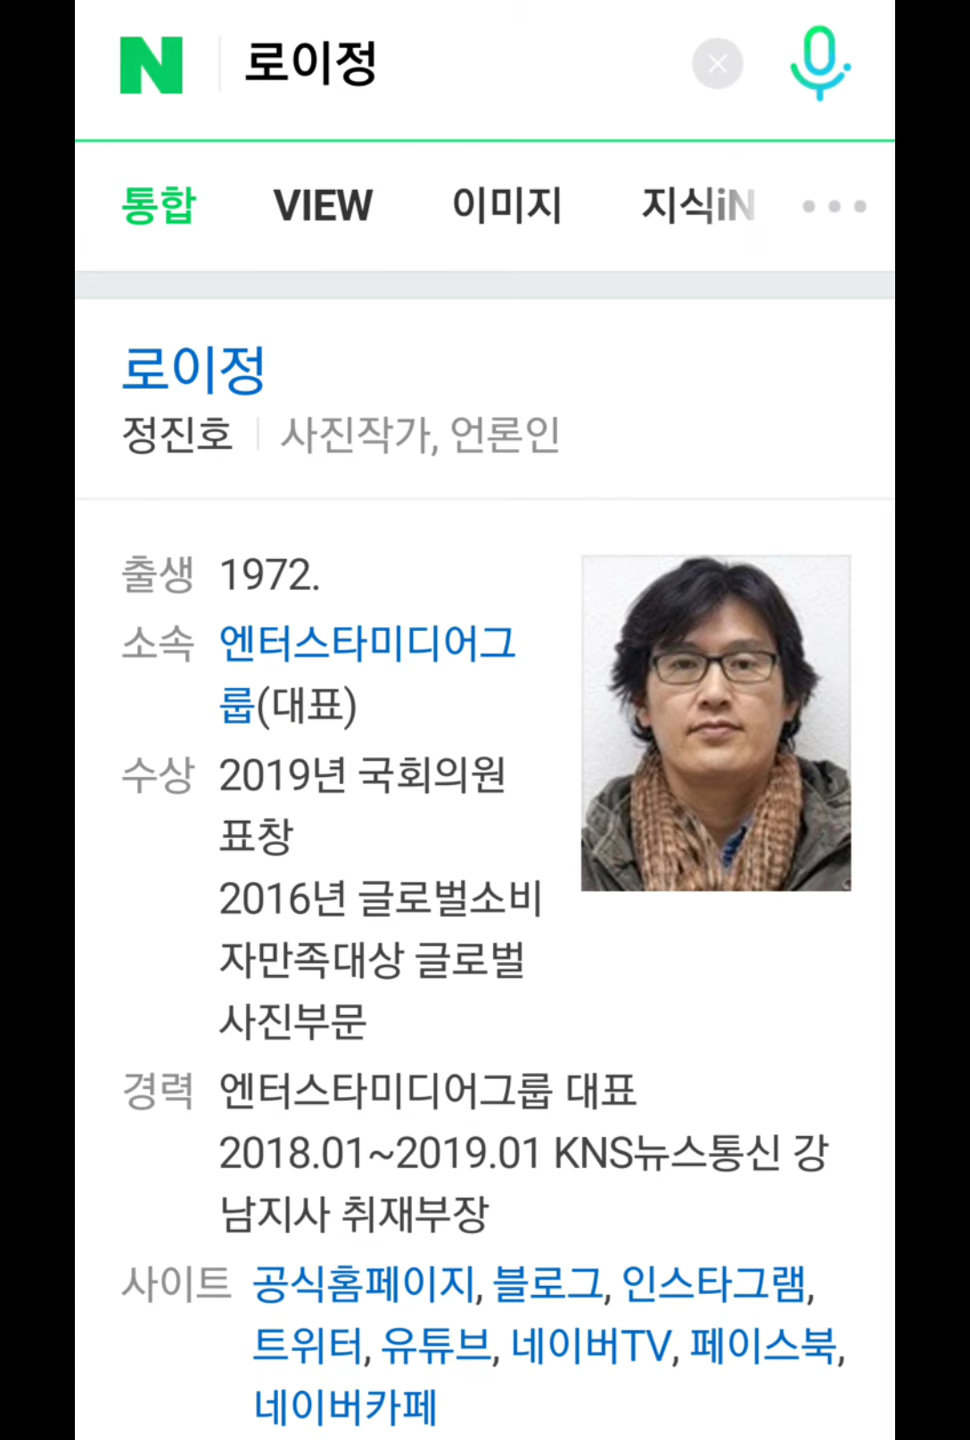 N 로이정
통합 VIEW 이미지 지식iN
로이정
정진호 사진작가, 언론인
출생 1972.
소속 엔터스타미디어그
룹(대표)
수상 2019년 국회의원
표창
2016년 글로벌소비
자만족대상 글로벌
사진부문
경력 엔터스타미디어그룹 대표
2018.01~2019.01 KNS뉴스통신 강
남지사 취재부장
사이트 공식홈페이지, 블로그, 인스타그램,
트위터, 유튜브, 네이버TV, 페이스북,
네이버카페